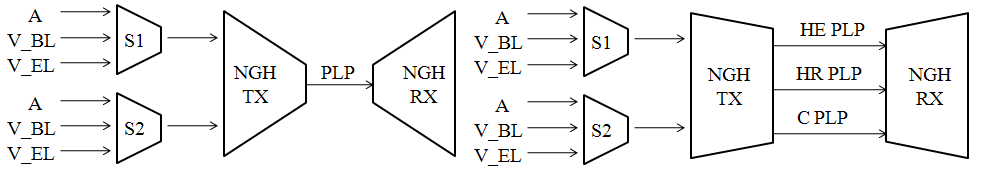 A
V_BL
V_EL
S1
A
V_BL
V_EL
S2
NGH
TX
PLP
NGH
RX
A
V_BL
V_EL
S1
A
V_BL
V_EL
S2
NGH
TX
HE PLP
HR PLP
C PLP
NGH
RX